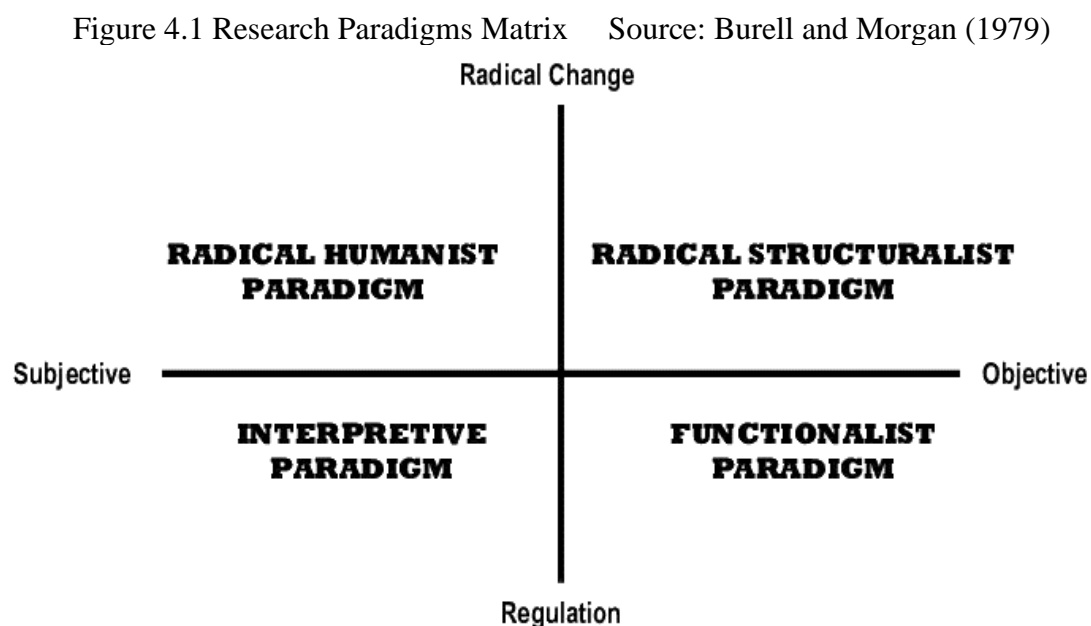 Figure 4.1 Research Paradigms Matrix Source: Burell and Morgan (1979)
Radical Change
RADICAL HUMANIST
PARADIGM
RADICAL STRUCTURALIST
PARADIGM
Subjective
Objective
INTERPRETIVE
PARADIGM
FUNCTIONALIST
PARADIGM
Regulation